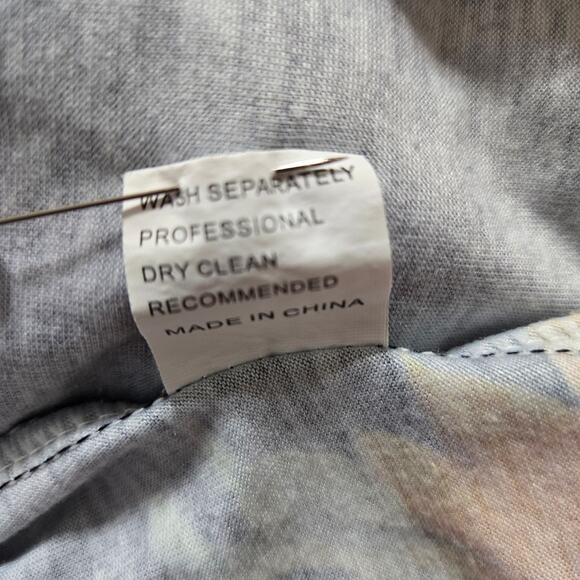 WASH SEPARATELY
PROFESSIONAL
DRY CLEAN
RECOMMENDED
MADE IN CHINA